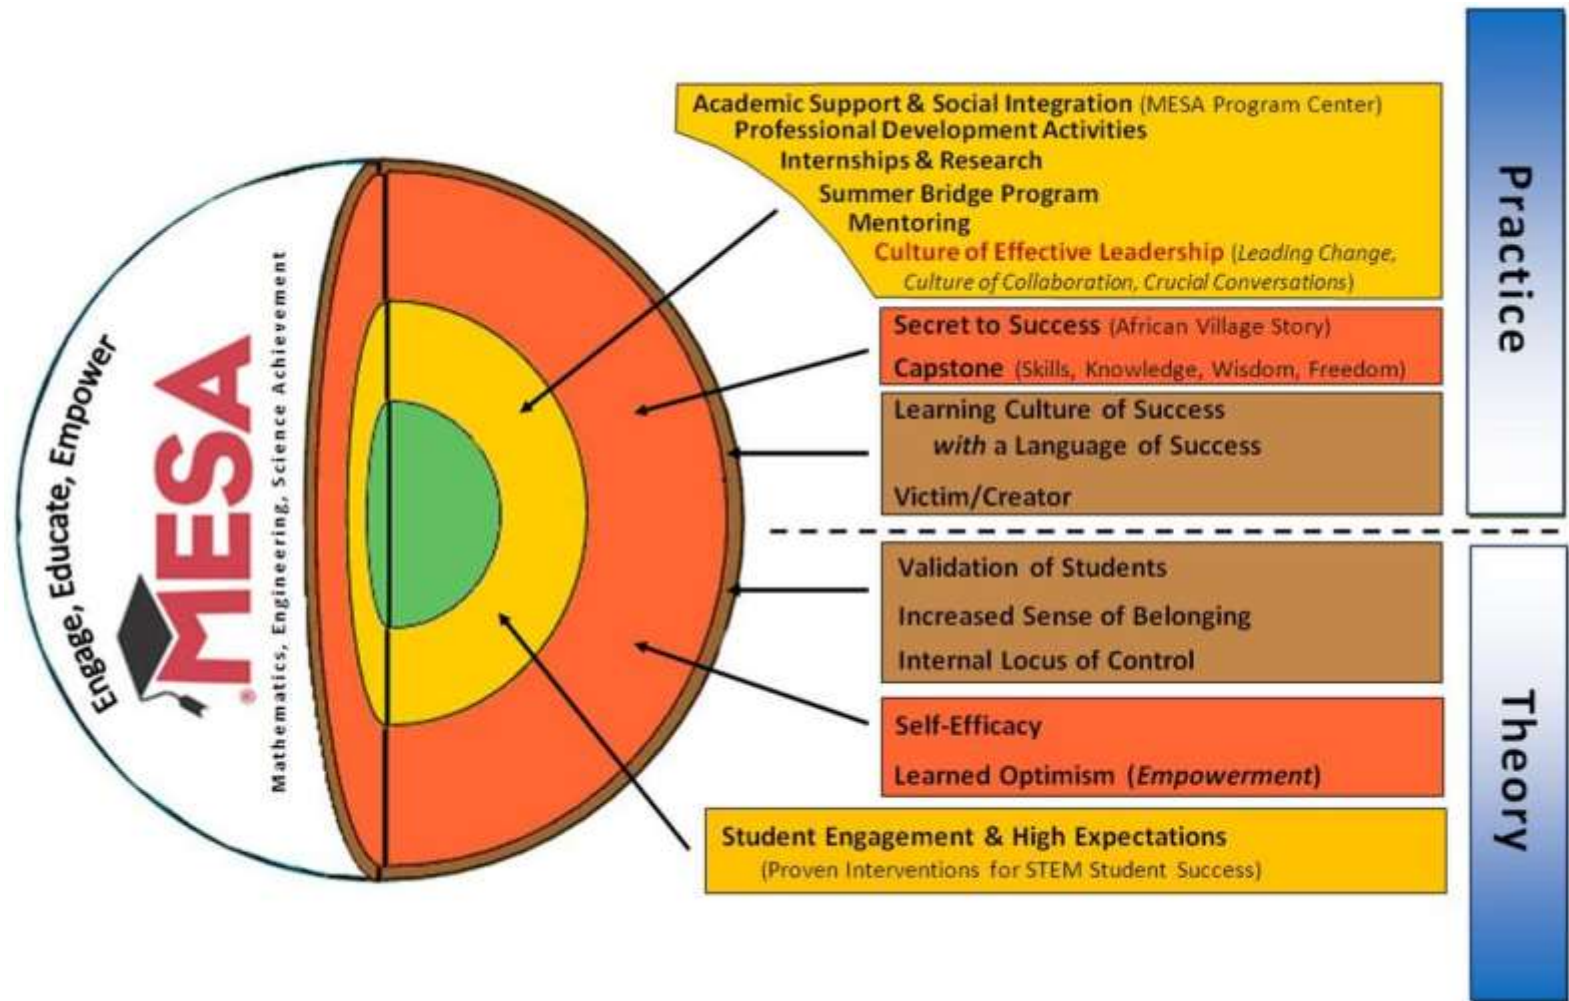 Engage, Educate, Empower
MESA®
Mathematics, Engineering, Science Achievement
Academic Support & Social Integration (MESA Program Center)
Professional Development Activities
Internships & Research
Summer Bridge Program
Mentoring
Culture of Effective Leadership (Leading Change,
Culture of Collaboration, Crucial Conversations)
Secret to Success (African Village Story)
Capstone (Skills, Knowledge, Wisdom, Freedom)
Learning Culture of Success
with a Language of Success
Victim/Creator
Practice
Validation of Students
Increased Sense of Belonging
Internal Locus of Control
Self-Efficacy
Learned Optimism (Empowerment)
Student Engagement & High Expectations
(Proven Interventions for STEM Student Success)
Theory